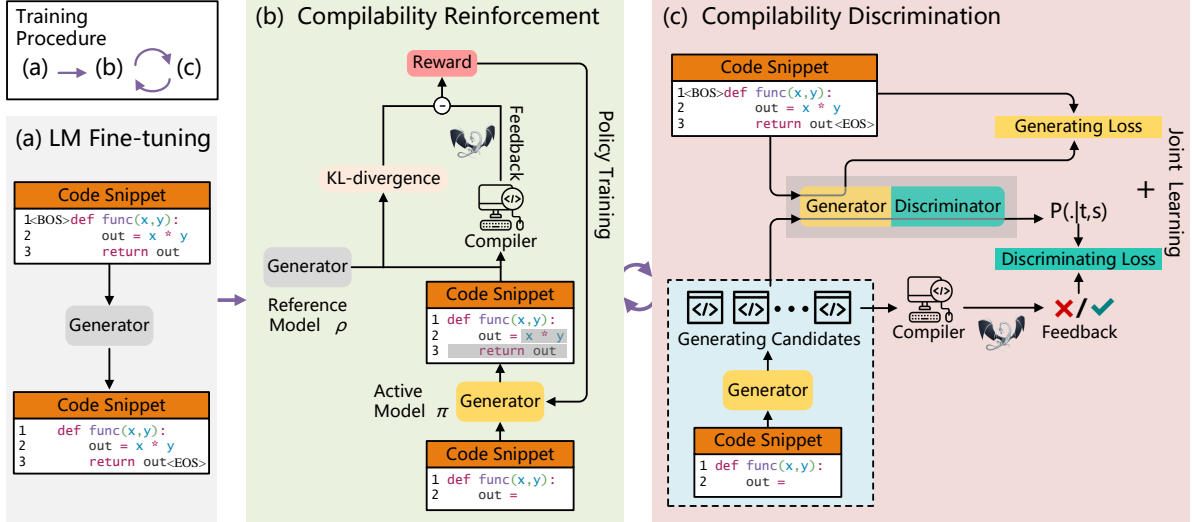 Training
Procedure
(a) (b) (c)
(a) LM Fine-tuning
Code Snippet
1<BOS>def func(x,y):
2 out = x * y
3 return out
Generator
Code Snippet
1 def func(x,y):
2 out = x * y
3 return out<EOS>
(b) Compilability Reinforcement
Reward
-
Feedback
Policy Training
KL-divergence
Compiler
Generator
Reference
Model ρ
Code Snippet
1 def func(x,y):
2 out = x * y
3 return out
Active
Model π
Generator
Code Snippet
1 def func(x,y):
2 out =
(c) Compilability Discrimination
Code Snippet
1<BOS>def func(x,y):
2 out = x * y
3 return out<EOS>
Generating Loss
Joint Learning
+
Generator Discriminator
P(.|t,s)
Discriminating Loss
</> </> ••• </>
Generating Candidates
Compiler
/
Feedback
Generator
Code Snippet
1 def func(x,y):
2 out =